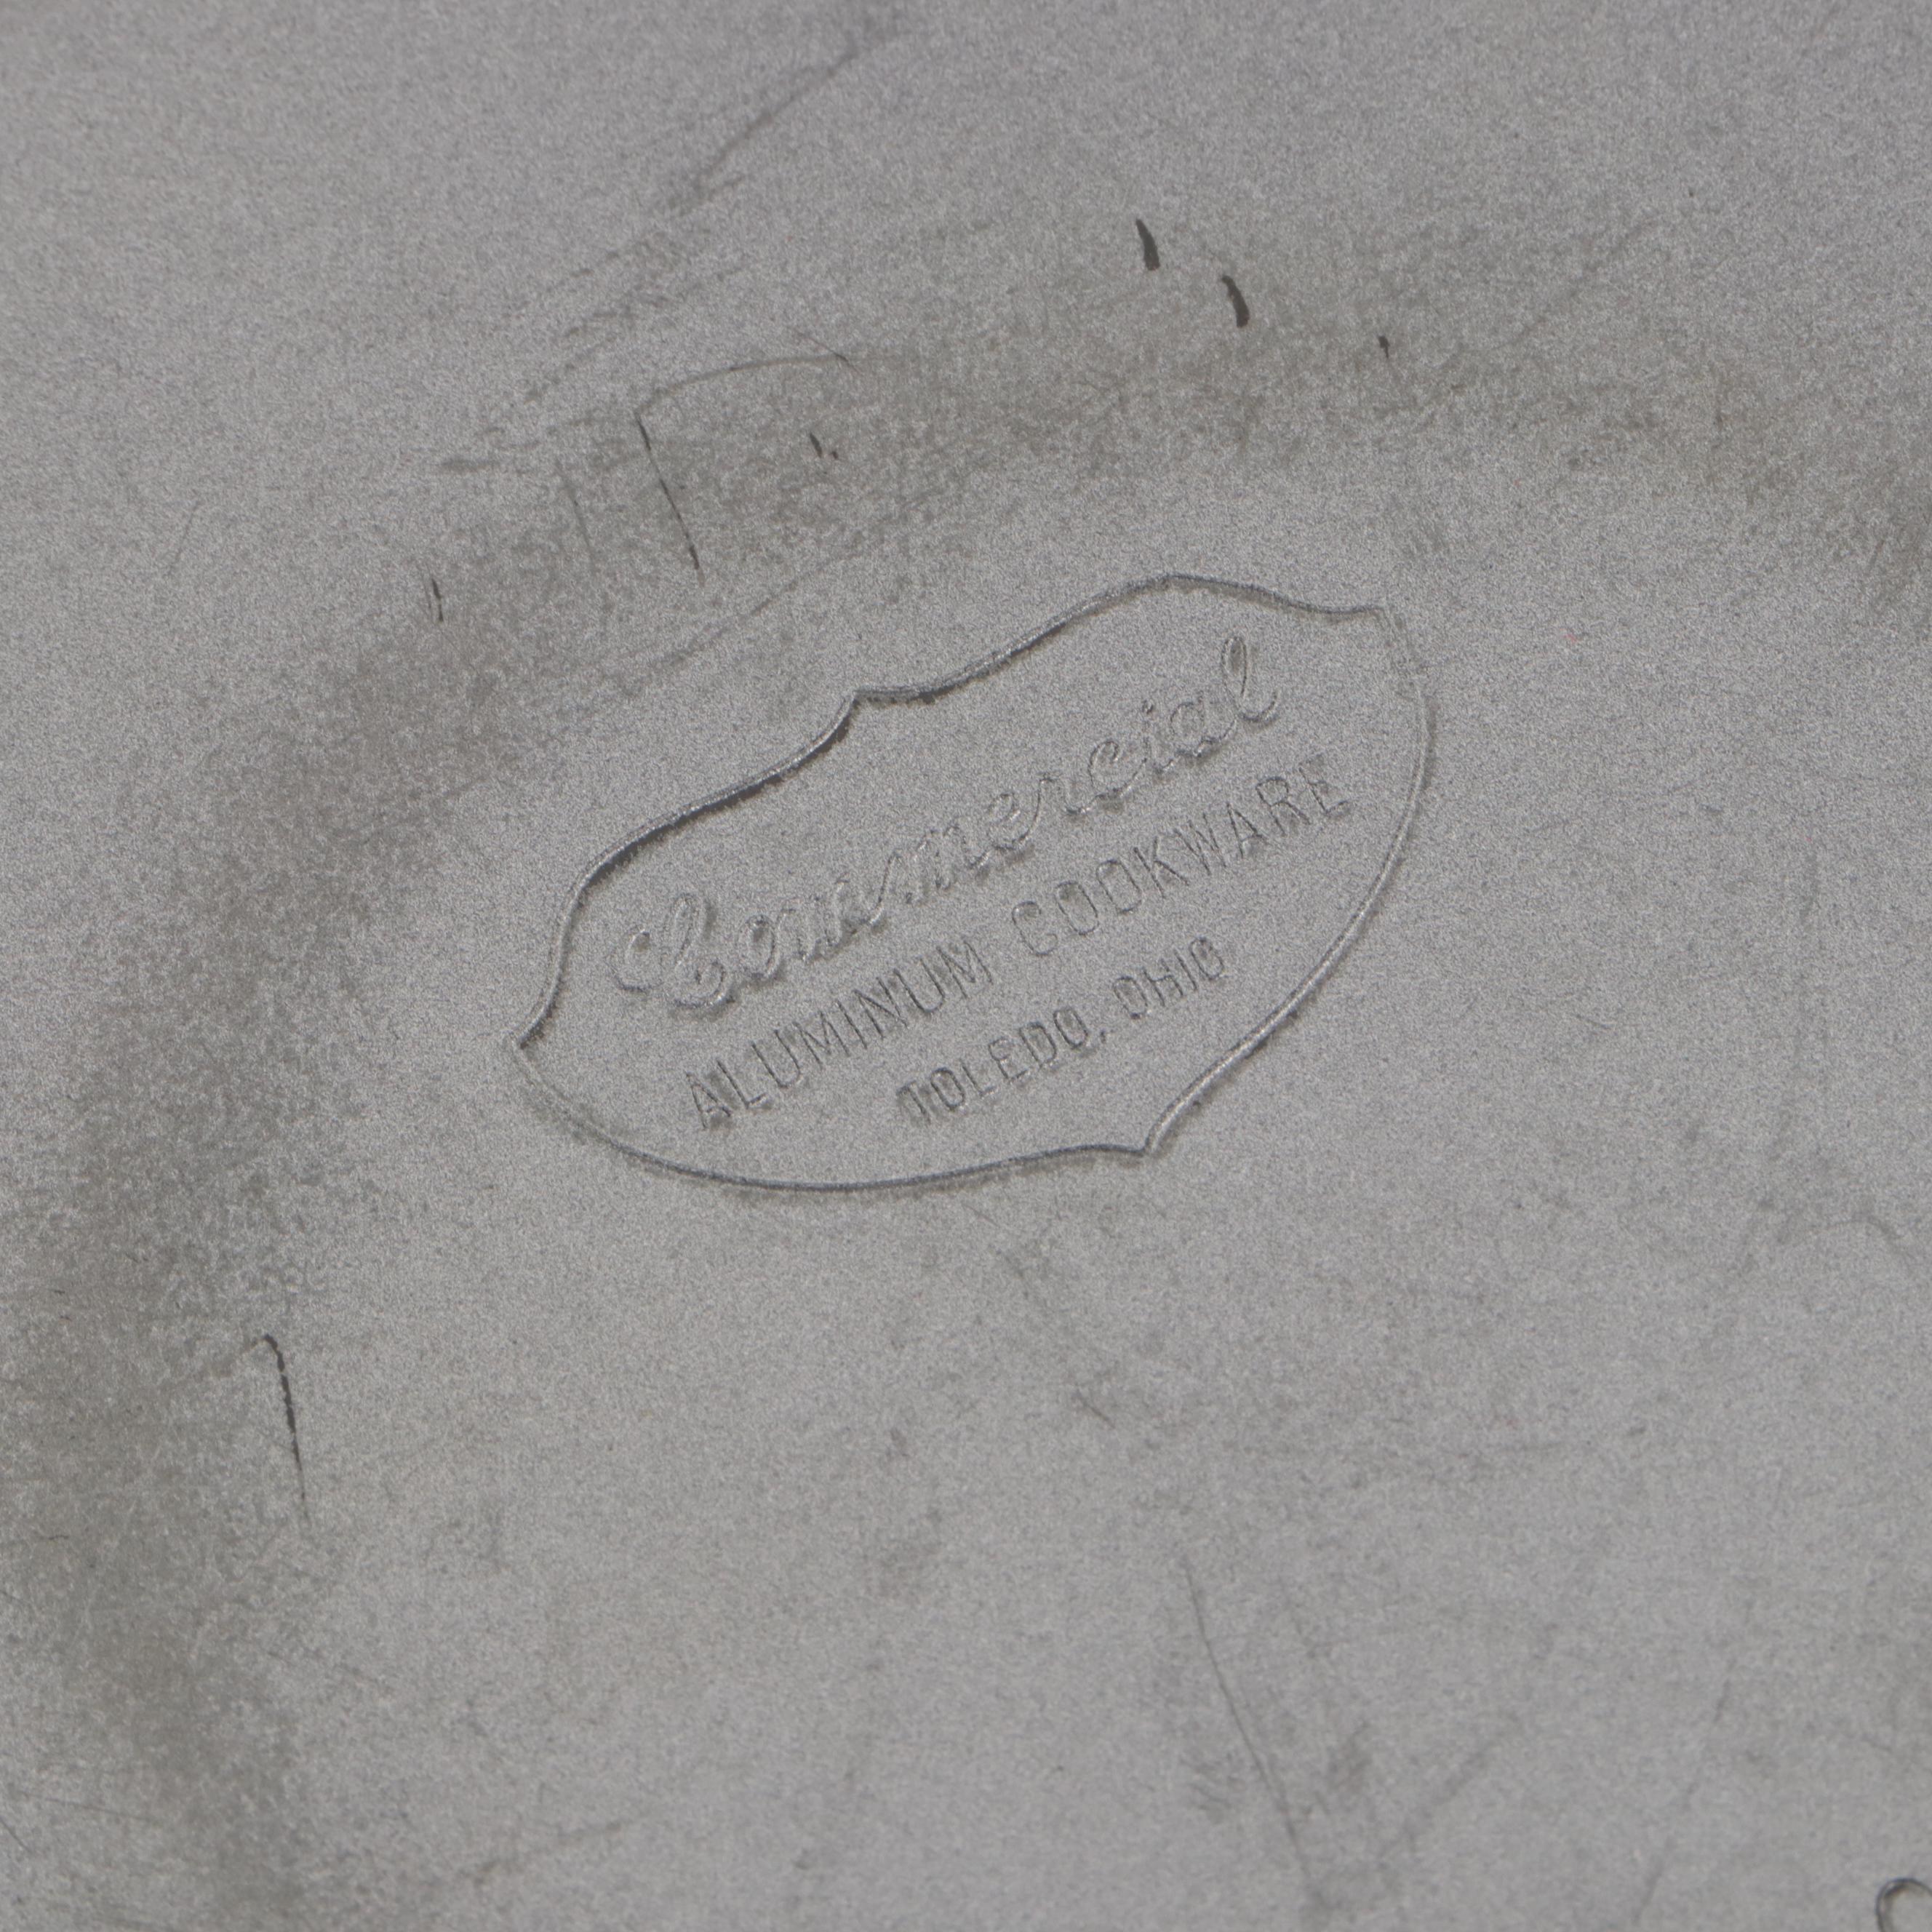 Commercial
ALUMINUM COOKWARE
TOLEDO, OHIO